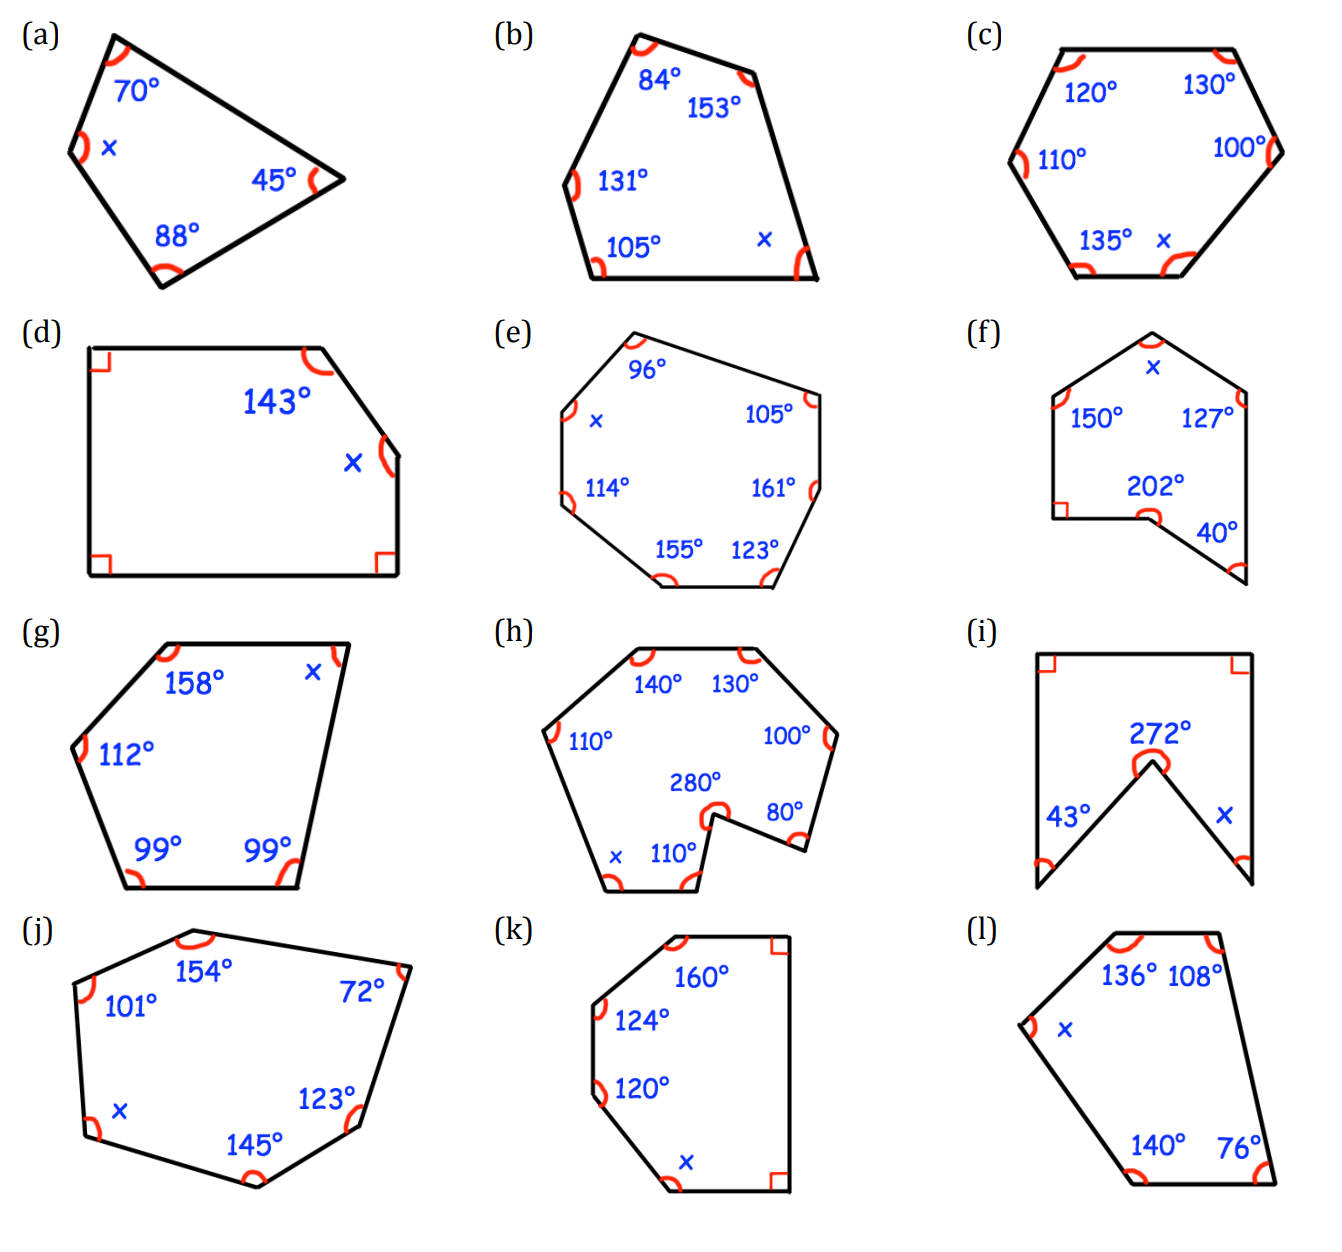 (a)
70°
x
45°
88°
(b)
84°
153°
131°
105°
x
(c)
120°
130°
110°
100°
135°
x
(d)
143°
x
(e)
96°
105°
x
114°
161°
155°
123°
(f)
x
150°
127°
202°
40°
(g)
158°
x
112°
99°
99°
(h)
140°
130°
110°
100°
280°
80°
x
110°
(i)
272°
43°
x
(j)
154°
72°
101°
x
123°
145°
(k)
160°
124°
120°
x
(l)
136°
108°
x
140°
76°